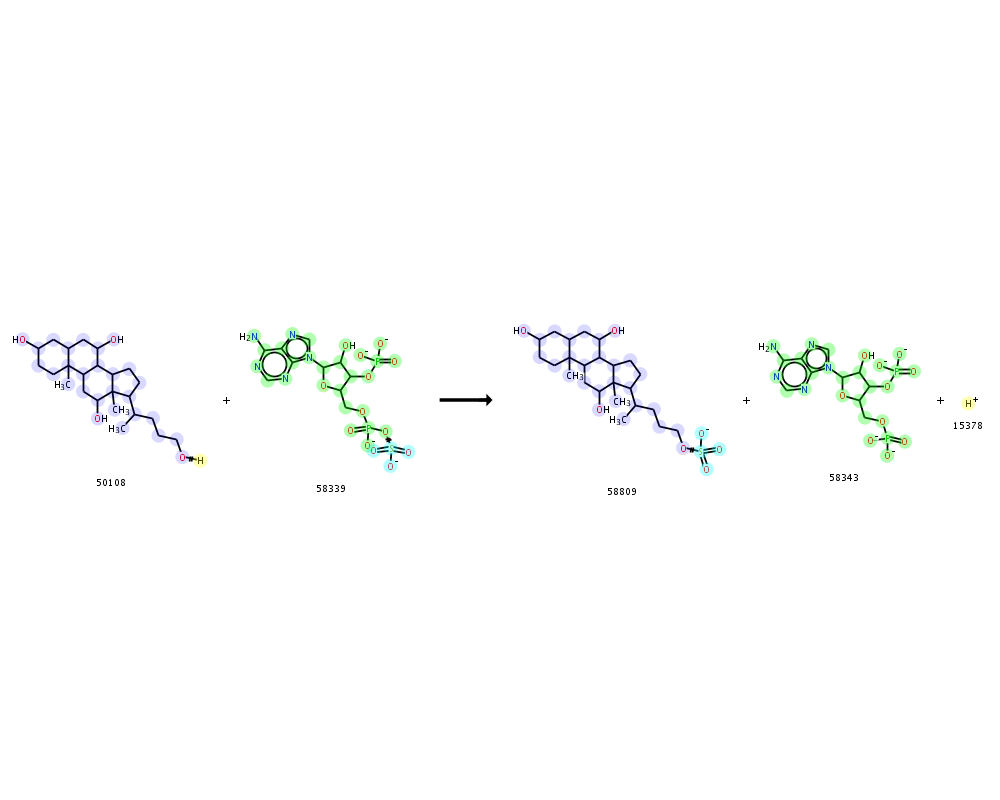 HO OH H₃C CH₃ OH H₃C O H
50108
+
H₂N N N N N OH O O⁻ O⁻ P O O O O P O O⁻ O S O O⁻
58339
HO OH CH₃ CH₃ OH H₃C O O⁻ S O O
58809
+
H₂N N N N N OH O O⁻ O⁻ P O O O O⁻ P O O⁻
58343
+
H⁺
15378